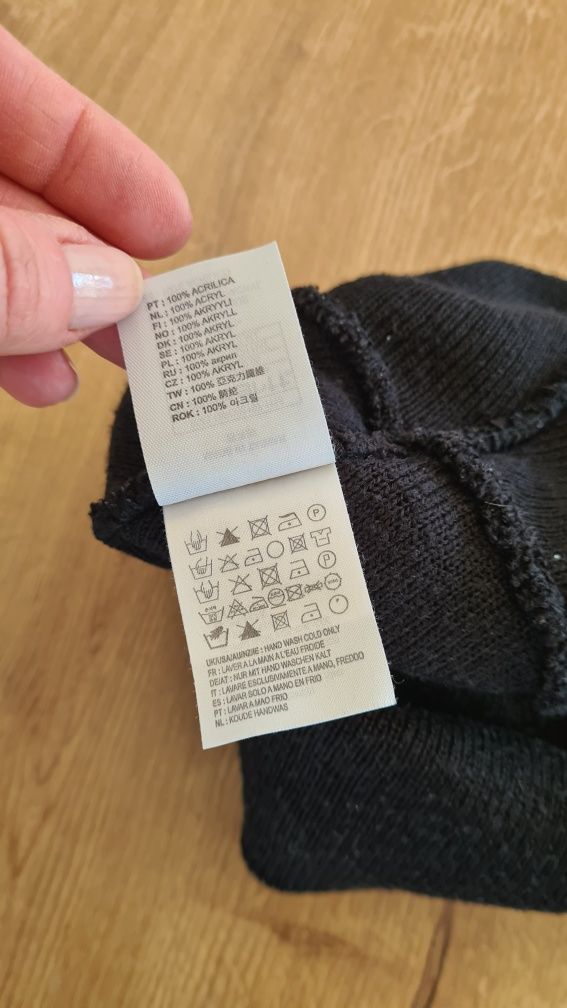 PT : 100% ACRILICA
NL : 100% ACRYL
FI : 100% AKRYYLI
NO : 100% AKRYLL
DK : 100% AKRYL
SE : 100% AKRYL
PL : 100% AKRYL
RU : 100% акрил
CZ : 100% AKRYL
TW : 100% 亞克力纖維
CN : 100% 腈纶
ROK : 100% 아크릴
P
P
UK/USA/AU/NZ/IE : HAND WASH COLD ONLY
FR : LAVER A LA MAIN À L'EAU FROIDE
DE/AT : NUR MIT HAND WASCHEN KALT
IT : LAVARE ESCLUSIVAMENTE A MANO, FREDDO
ES : LAVAR SOLO A MANO EN FRIO
PT : LAVAR A MAO FRIO
NL : KOUDE HANDWAS